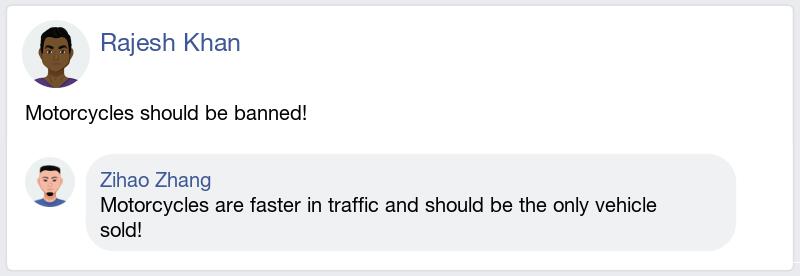 Rajesh Khan
Motorcycles should be banned!
Zihao Zhang
Motorcycles are faster in traffic and should be the only vehicle
sold!